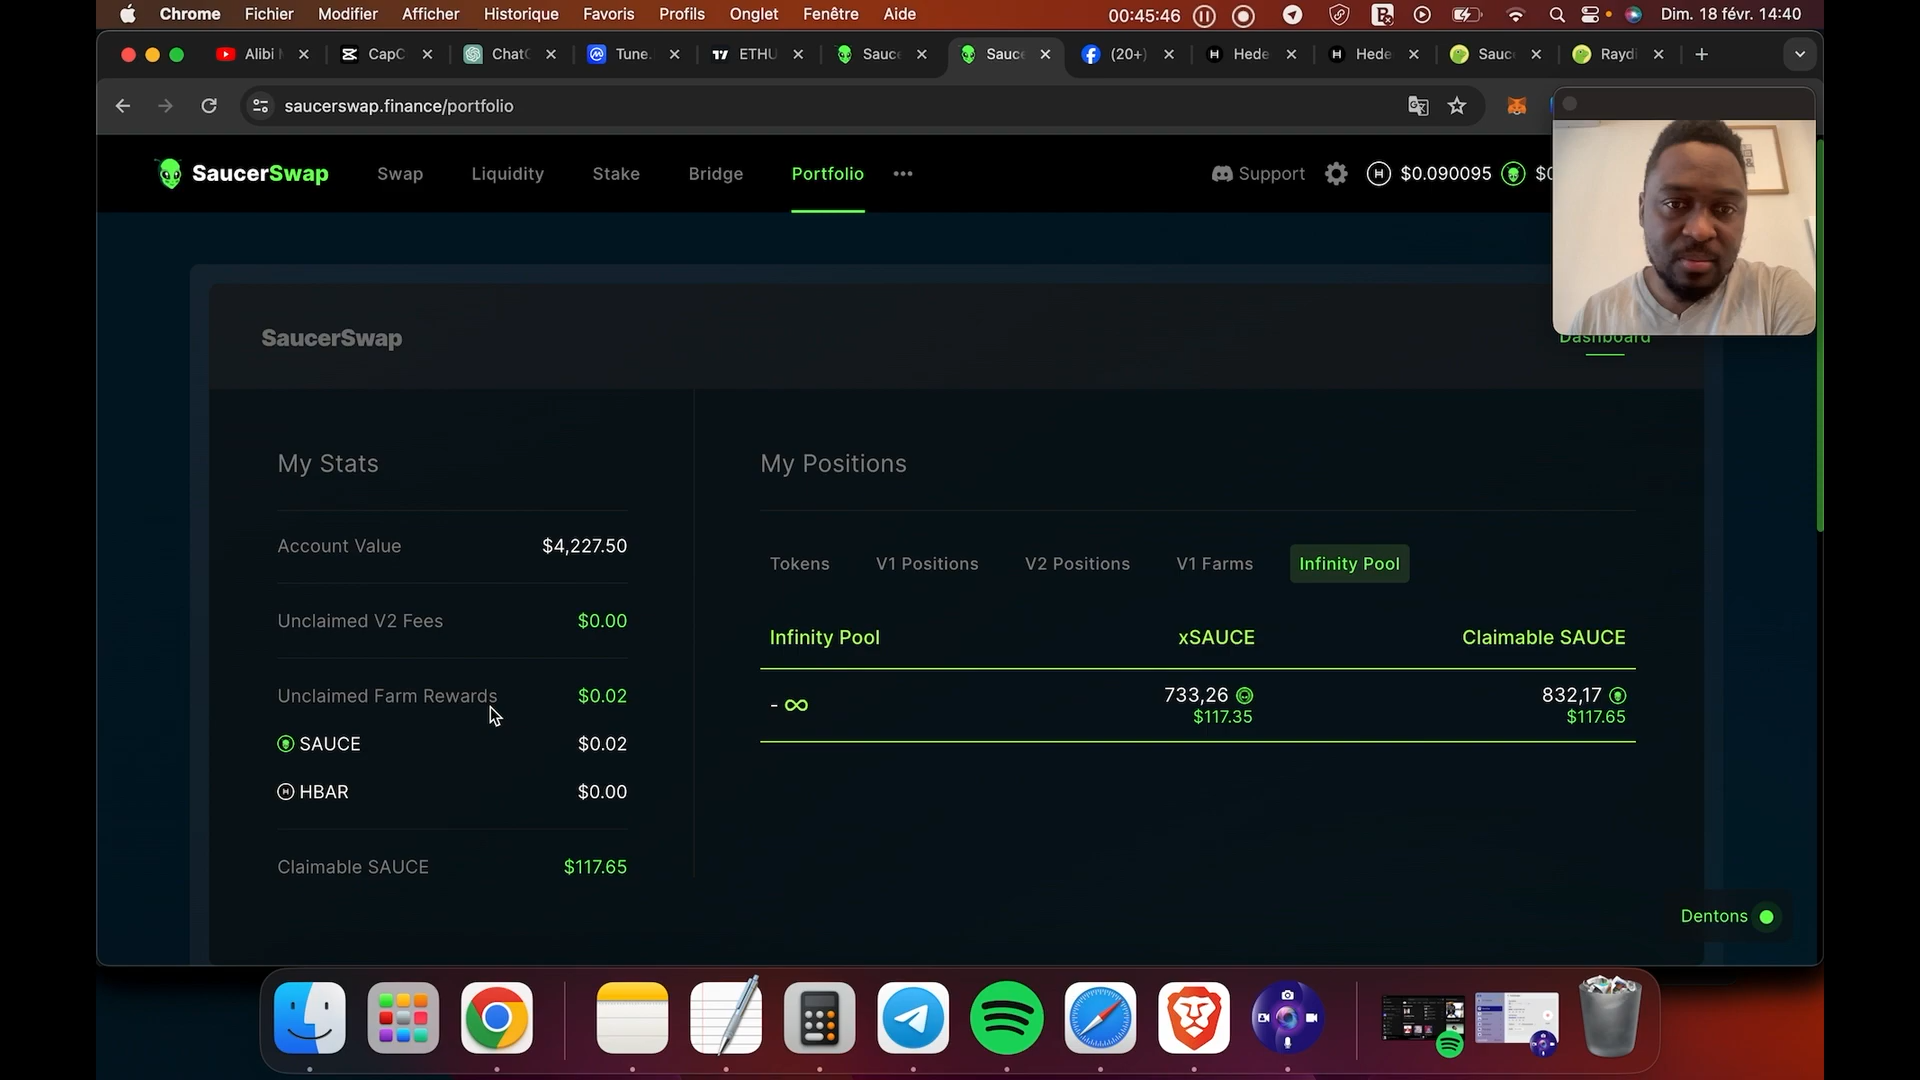 Chrome Fichier Modifier Afficher Historique Favoris Profils Onglet Fenêtre Aide 00:45:46 Dim. 18 févr. 14:40
Alibi CapC Chat Tune. ETHU Sauce Sauce (20+) Hede Hede Sauc Raydi
saucerswap.finance/portfolio
SaucerSwap Swap Liquidity Stake Bridge Portfolio Support $0.090095
SaucerSwap Dashboard
My Stats
Account Value $4,227.50
Unclaimed V2 Fees $0.00
Unclaimed Farm Rewards $0.02
SAUCE $0.02
HBAR $0.00
Claimable SAUCE $117.65
My Positions
Tokens V1 Positions V2 Positions V1 Farms Infinity Pool
Infinity Pool xSAUCE Claimable SAUCE
- ∞ 733,26 832,17
$117.35 $117.65
Dentons